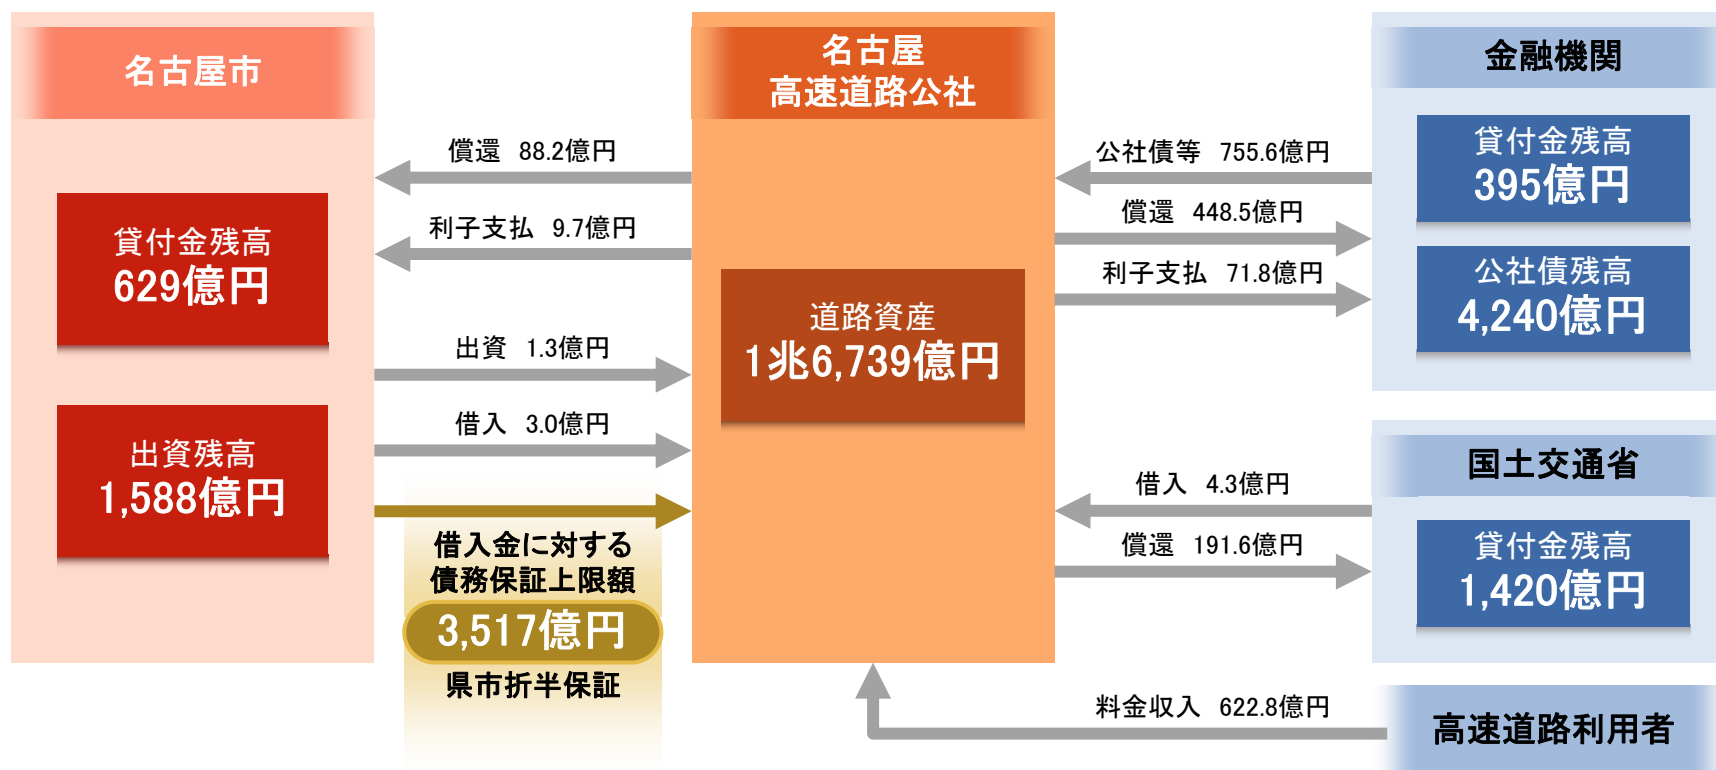 名古屋市
貸付金残高
629億円
出資残高
1,588億円
償還 88.2億円
利子支払 9.7億円
出資 1.3億円
借入 3.0億円
借入金に対する
債務保証上限額
3,517億円
県市折半保証
名古屋
高速道路公社
道路資産
1兆6,739億円
公社債等 755.6億円
償還 448.5億円
利子支払 71.8億円
借入 4.3億円
償還 191.6億円
料金収入 622.8億円
金融機関
貸付金残高
395億円
公社債残高
4,240億円
国土交通省
貸付金残高
1,420億円
高速道路利用者